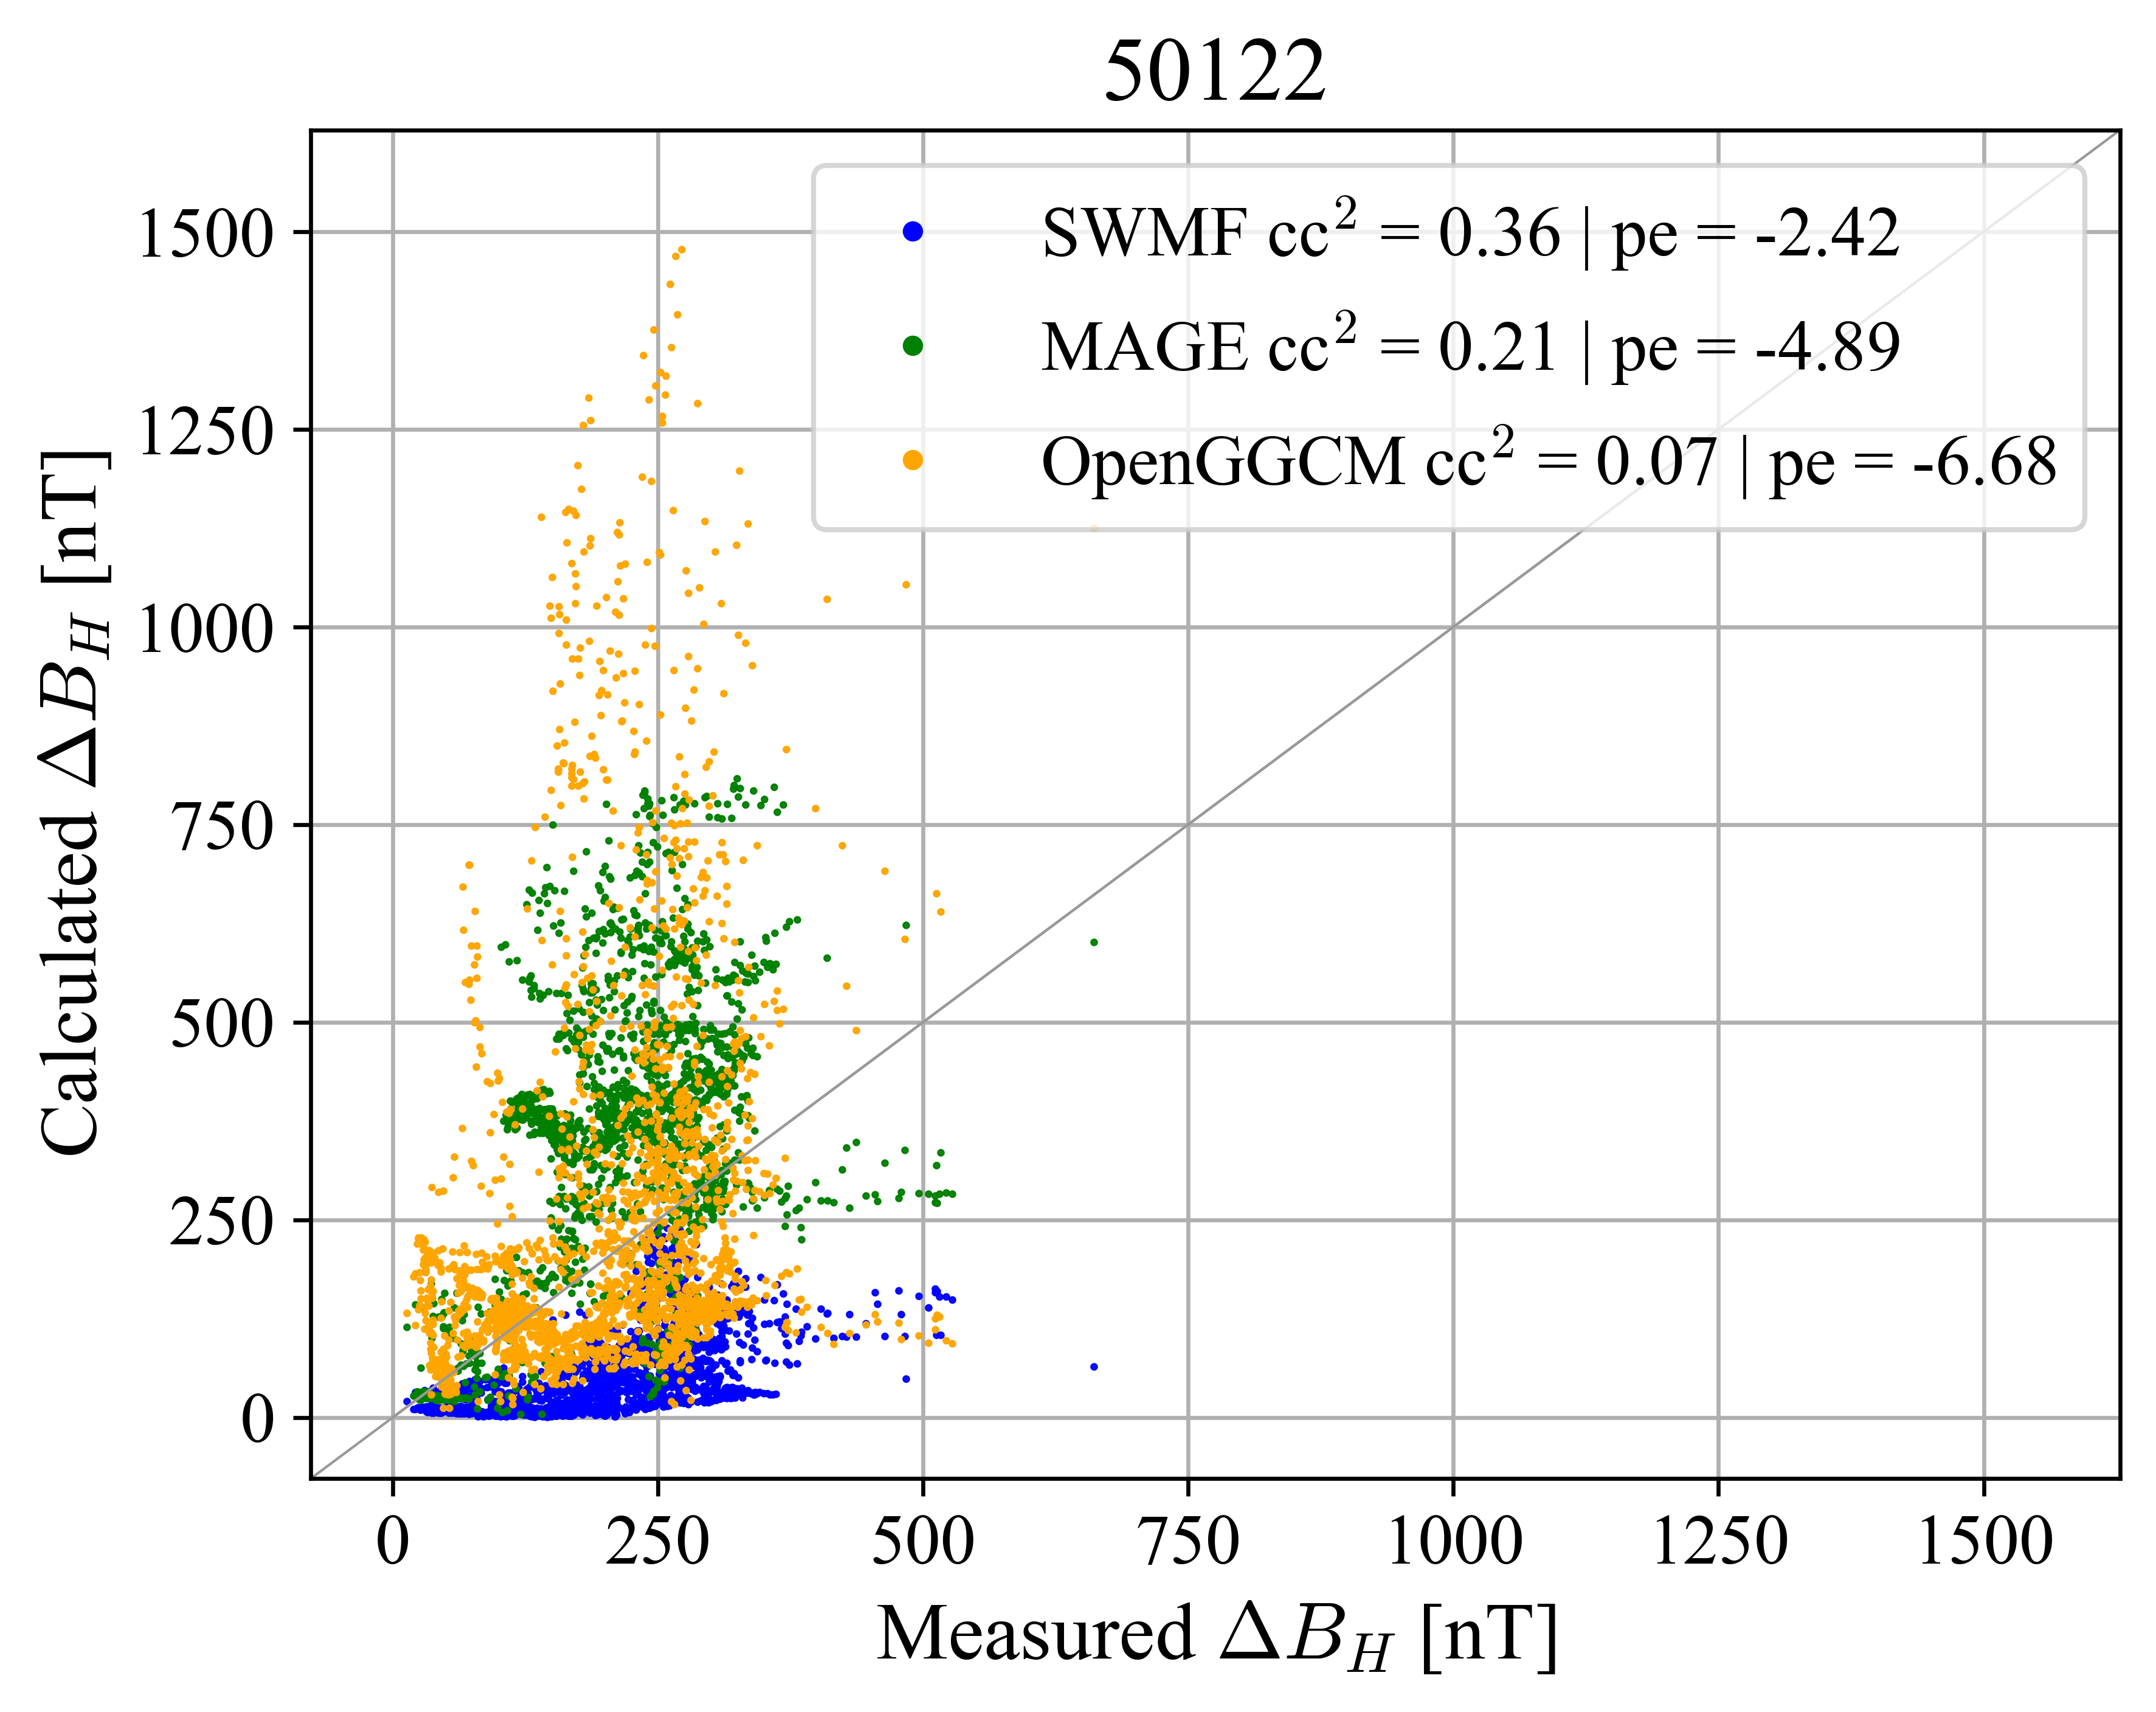 50122
SWMF cc² = 0.36 | pe = -2.42
MAGE cc² = 0.21 | pe = -4.89
OpenGGCM cc² = 0.07 | pe = -6.68
Calculated ΔB_H [nT]
1500
1250
1000
750
500
250
0
0 250 500 750 1000 1250 1500
Measured ΔB_H [nT]